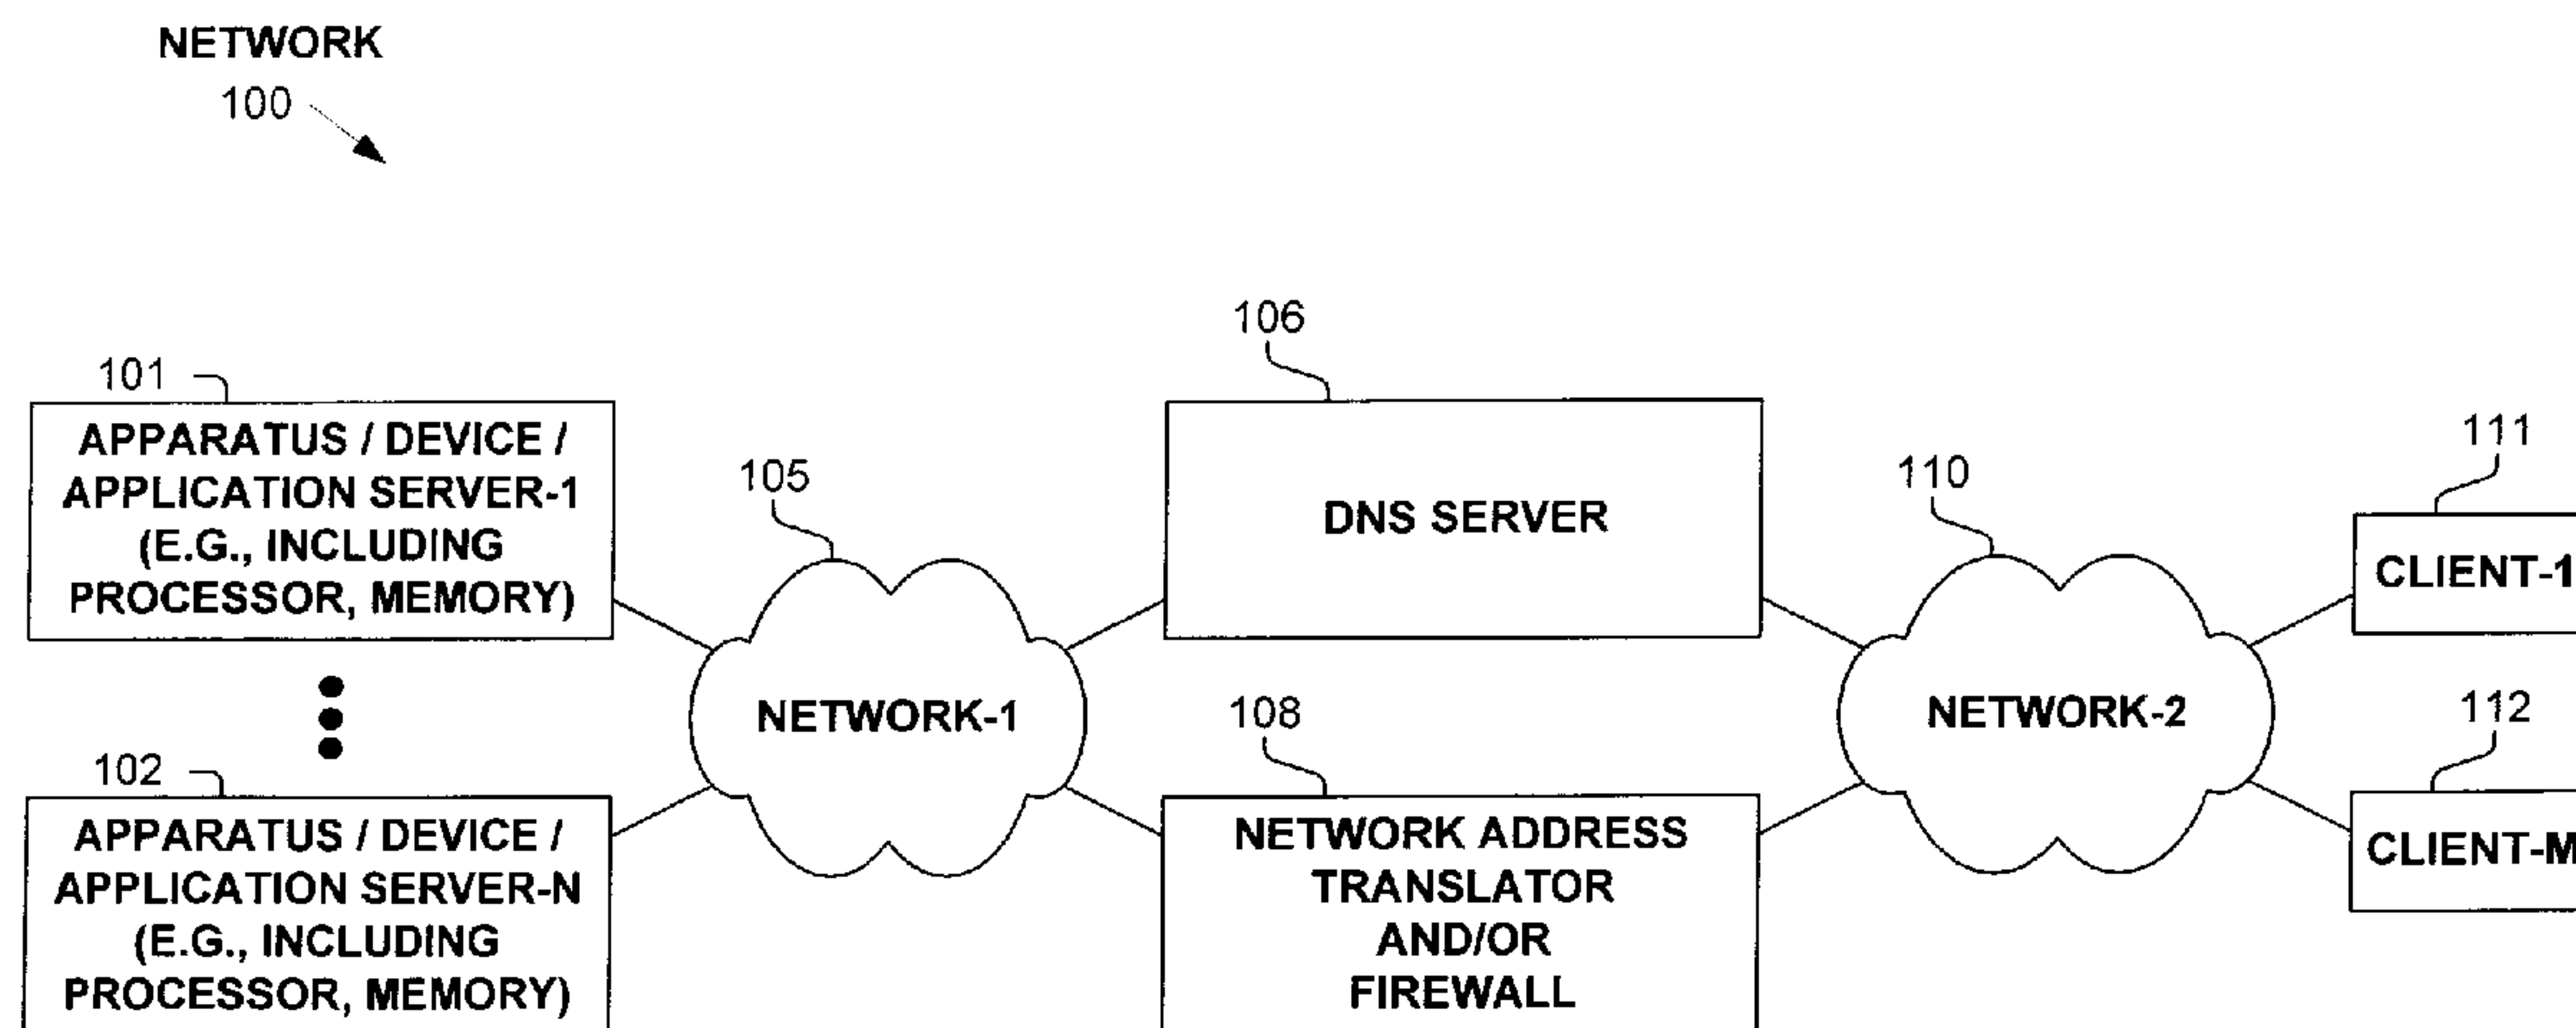 NETWORK
100
101
APPARATUS / DEVICE /
APPLICATION SERVER-1
(E.G., INCLUDING
PROCESSOR, MEMORY)
102
APPARATUS / DEVICE /
APPLICATION SERVER-N
(E.G., INCLUDING
PROCESSOR, MEMORY)
105
NETWORK-1
106
DNS SERVER
108
NETWORK ADDRESS
TRANSLATOR
AND/OR
FIREWALL
110
NETWORK-2
111
CLIENT-1
112
CLIENT-M